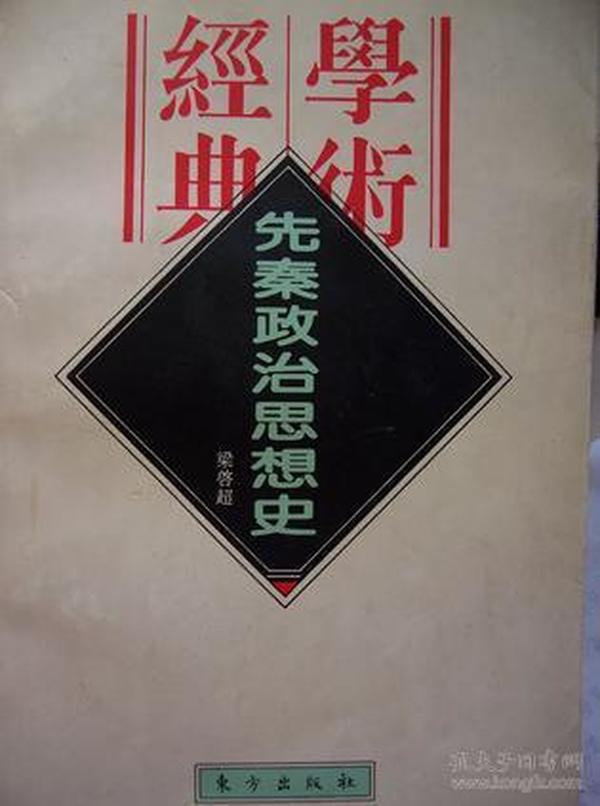 學術
經典
先秦政治思想史
梁啓超
東方出版社
孔夫子旧书网
www.kongfz.com